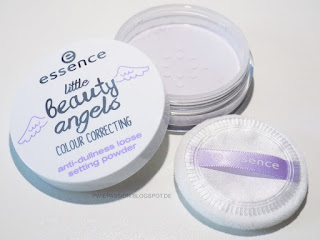 essence
little
beauty
angels
COLOUR CORRECTING
anti-dullness loose
setting powder
essence